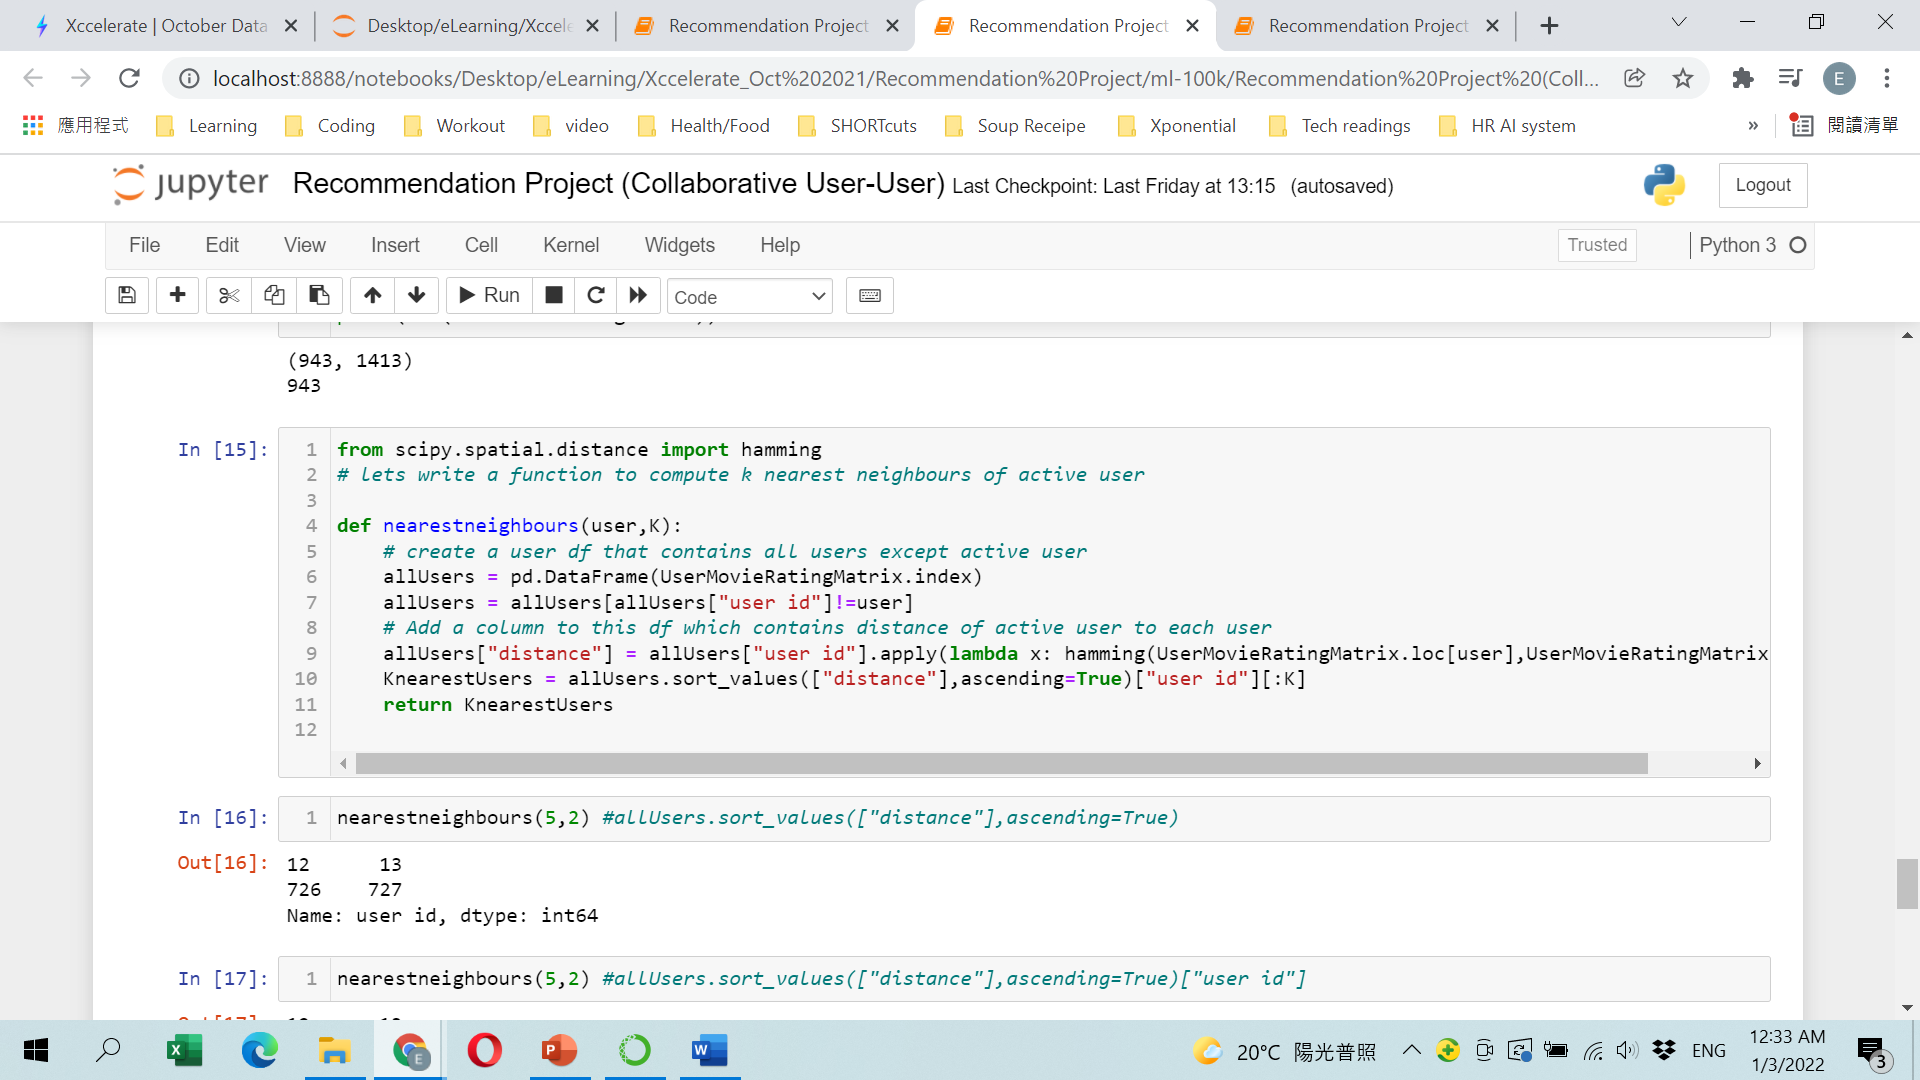 Xccelerate | October Data
Desktop/eLearning/Xccele
Recommendation Project
Recommendation Project
Recommendation Project
localhost:8888/notebooks/Desktop/eLearning/Xccelerate_Oct%202021/Recommendation%20Project/ml-100k/Recommendation%20Project%20(Coll...
E
應用程式
Learning
Coding
Workout
video
Health/Food
SHORTcuts
Soup Receipe
Xponential
Tech readings
HR AI system
»
閱讀清單
jupyter
Recommendation Project (Collaborative User-User) Last Checkpoint: Last Friday at 13:15 (autosaved)
Logout
File
Edit
View
Insert
Cell
Kernel
Widgets
Help
Trusted
Python 3
Run
Code
(943, 1413)
943
In [15]:
1 from scipy.spatial.distance import hamming
2 # lets write a function to compute k nearest neighbours of active user
3
4 def nearestneighbours(user,K):
5     # create a user df that contains all users except active user
6     allUsers = pd.DataFrame(UserMovieRatingMatrix.index)
7     allUsers = allUsers[allUsers["user id"]!=user]
8     # Add a column to this df which contains distance of active user to each user
9     allUsers["distance"] = allUsers["user id"].apply(lambda x: hamming(UserMovieRatingMatrix.loc[user],UserMovieRatingMatrix
10     KnearestUsers = allUsers.sort_values(["distance"],ascending=True)["user id"][:K]
11     return KnearestUsers
12
In [16]:
1 nearestneighbours(5,2) #allUsers.sort_values(["distance"],ascending=True)
Out[16]:
12      13
726    727
Name: user id, dtype: int64
In [17]:
1 nearestneighbours(5,2) #allUsers.sort_values(["distance"],ascending=True)["user id"]
20°C 陽光普照
ENG
12:33 AM
1/3/2022
3